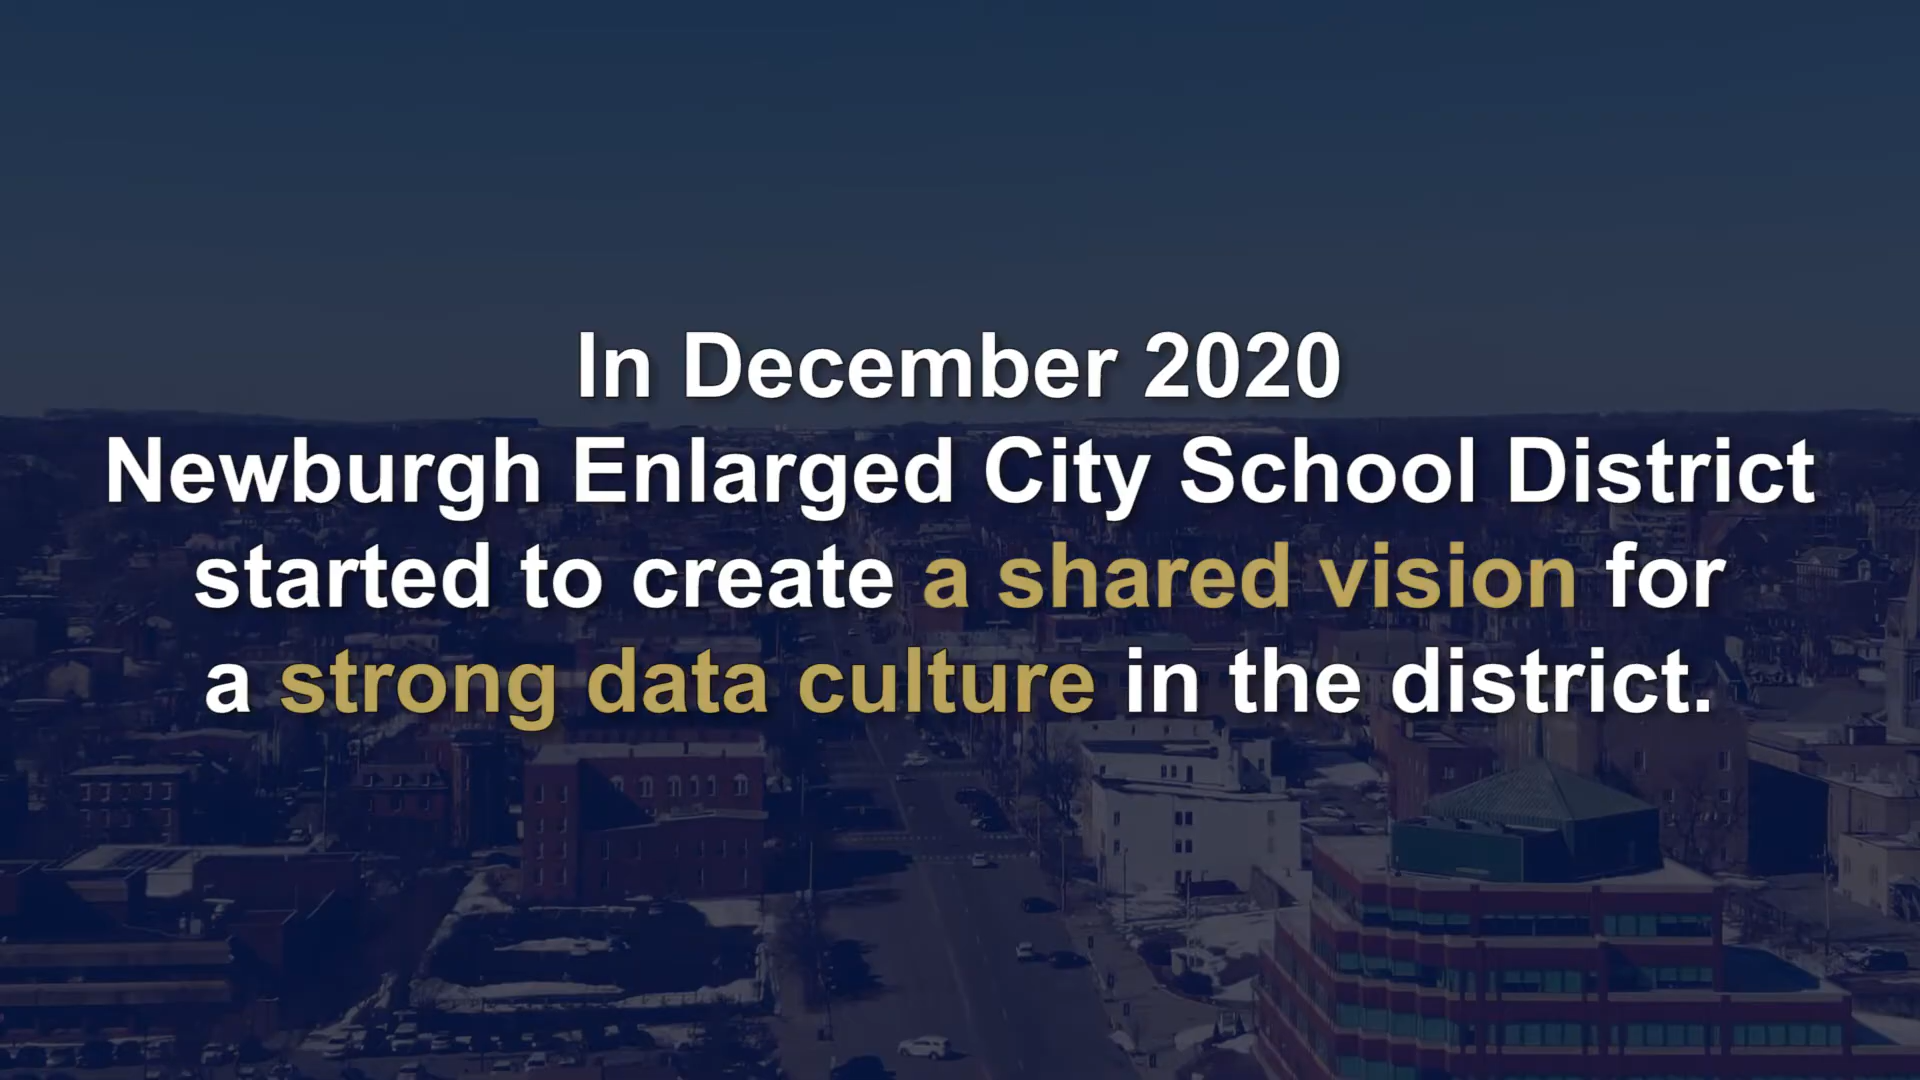 In December 2020
Newburgh Enlarged City School District
started to create a shared vision for
a strong data culture in the district.